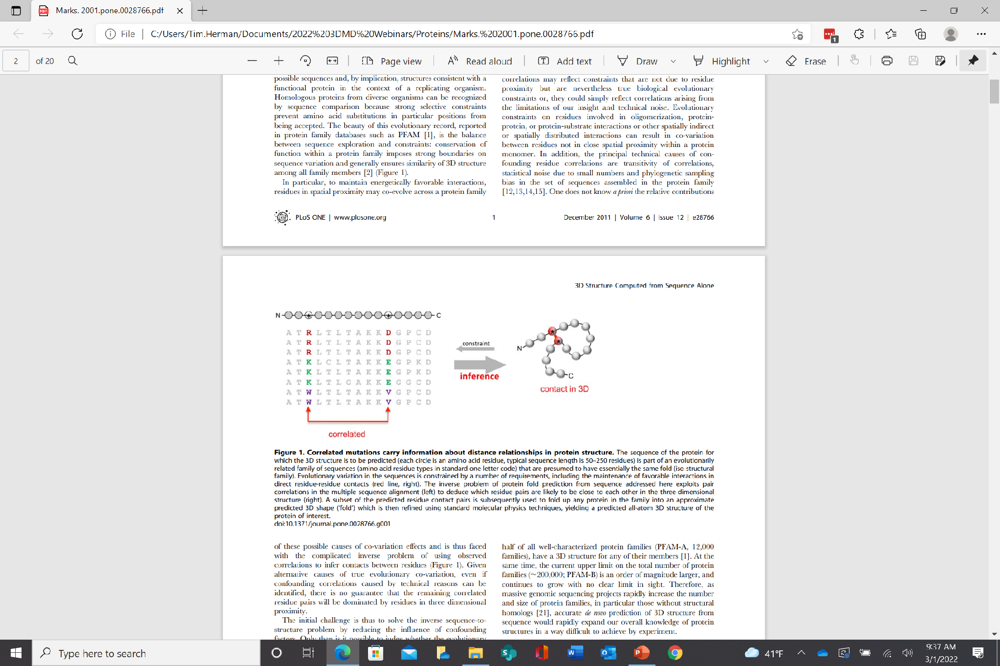 Marks. 2001.pone.0028766.pdf
File | C:/Users/Tim.Herman/Documents/2022%203DMD%20Webinars/Proteins/Marks.%202001.pone.0028766.pdf
1
2 of 20 Page view Read aloud Add text Draw Highlight Erase
possible sequences and, by implication, structures consistent with a
functional protein in the context of a replicating organism.
Homologous proteins from diverse organisms can be recognized
by sequence comparison because strong selective constraints
prevent amino acid substitutions in particular positions from
being accepted. The beauty of this evolutionary record, reported
in protein family databases such as PFAM [1], is the balance
between sequence exploration and constraints: conservation of
function within a protein family imposes strong boundaries on
sequence variation and generally ensures similarity of 3D structure
among all family members [2] (Figure 1).
In particular, to maintain energetically favorable interactions,
residues in spatial proximity may co-evolve across a protein family
correlations may reflect constraints that are not due to residue
proximity but are nevertheless true biological evolutionary
constraints or, they could simply reflect correlations arising from
the limitations of our insight and technical noise. Evolutionary
constraints on residues involved in oligomerization, protein-
protein, or protein-substrate interactions or other spatially indirect
or spatially distributed interactions can result in co-variation
between residues not in close spatial proximity within a protein
monomer. In addition, the principal technical causes of con-
founding residue correlations are transitivity of correlations,
statistical noise due to small numbers and phylogenetic sampling
bias in the set of sequences assembled in the protein family
[12,13,14,15]. One does not know a priori the relative contributions
PLoS ONE | www.plosone.org 1 December 2011 | Volume 6 | Issue 12 | e28766
3D Structure Computed from Sequence Alone
N * * C
A T R L T L T A K K D G P C D
A T R L T L T A K K D G P C D
A T R L T L T A K K D G P C D
A T K L C L T A K K E G P K D
A T K L T L T A K K E G P K D
A T K L T L G A K K E G G C D
A T W L T L T A K K V G P C D
A T W L T L T A K K V G P C D
correlated
constraint
inference
* *
N
C
contact in 3D
Figure 1. Correlated mutations carry information about distance relationships in protein structure. The sequence of the protein for
which the 3D structure is to be predicted (each circle is an amino acid residue, typical sequence length is 50–250 residues) is part of an evolutionarily
related family of sequences (amino acid residue types in standard one-letter code) that are presumed to have essentially the same fold (iso-structural
family). Evolutionary variation in the sequences is constrained by a number of requirements, including the maintenance of favorable interactions in
direct residue-residue contacts (red line, right). The inverse problem of protein fold prediction from sequence addressed here exploits pair
correlations in the multiple sequence alignment (left) to deduce which residue pairs are likely to be close to each other in the three-dimensional
structure (right). A subset of the predicted residue contact pairs is subsequently used to fold up any protein in the family into an approximate
predicted 3D shape (‘fold’) which is then refined using standard molecular physics techniques, yielding a predicted all-atom 3D structure of the
protein of interest.
doi:10.1371/journal.pone.0028766.g001
of these possible causes of co-variation effects and is thus faced
with the complicated inverse problem of using observed
correlations to infer contacts between residues (Figure 1). Given
alternative causes of true evolutionary co-variation, even if
confounding correlations caused by technical reasons can be
identified, there is no guarantee that the remaining correlated
residue pairs will be dominated by residues in three dimensional
proximity.
The initial challenge is thus to solve the inverse sequence-to-
structure problem by reducing the influence of confounding
factors. Only then is it possible to judge whether the evolutionary
half of all well-characterized protein families (PFAM-A, 12,000
families), have a 3D structure for any of their members [1]. At the
same time, the current upper limit on the total number of protein
families (~200,000; PFAM-B) is an order of magnitude larger, and
continues to grow with no clear limit in sight. Therefore, as
massive genomic sequencing projects rapidly increase the number
and size of protein families, in particular those without structural
homologs [21], accurate de novo prediction of 3D structure from
sequence would rapidly expand our overall knowledge of protein
structures in a way difficult to achieve by experiment.
Type here to search
41°F
9:37 AM
3/1/2022